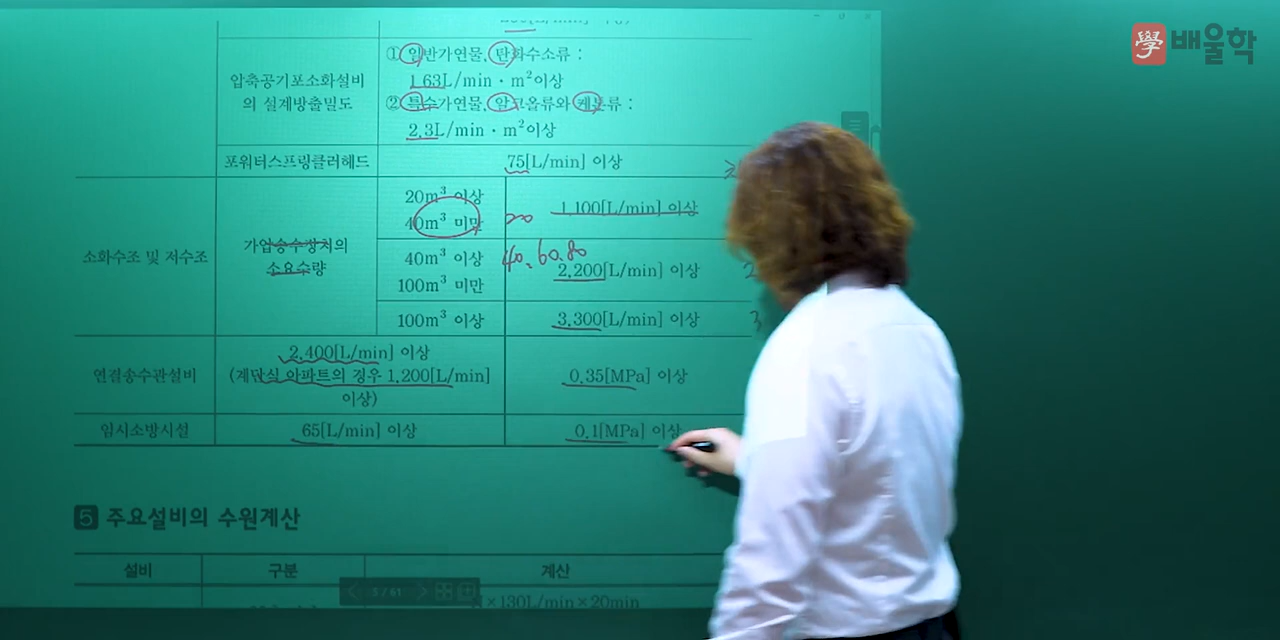 學 배울학
① 일반가연물, 탄화수소류 :
1.63L/min · m²이상
압축공기포소화설비
의 설계방출밀도
② 특수가연물, 알코올류와 케톤류 :
2.3L/min · m²이상
포워터스프링클러헤드
75[L/min] 이상
소화수조 및 저수조
가압송수장치의
소요수량
20m³ 이상
40m³ 미만
20
1,100[L/min] 이상
40m³ 이상
100m³ 미만
40. 60. 80
2,200[L/min] 이상
2
100m³ 이상
3,300[L/min] 이상
3
연결송수관설비
2,400[L/min] 이상
(계단식 아파트의 경우 1,200[L/min]
이상)
0.35[MPa] 이상
임시소방시설
65[L/min] 이상
0.1[MPa] 이상
5 주요설비의 수원계산
설비 구분 계산
5 / 61
×130L/min×20min